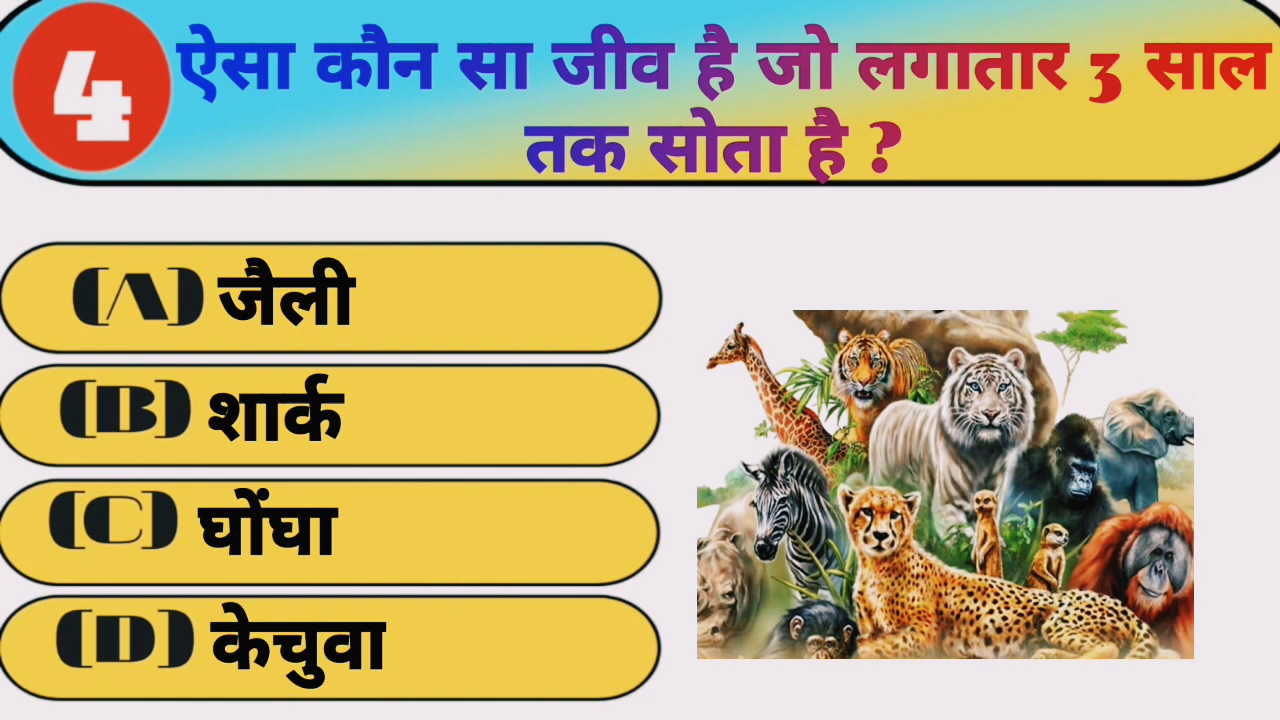 4
ऐसा कौन सा जीव है जो लगातार 3 साल
तक सोता है ?
(A) जैली
(B) शार्क
(C) घोंघा
(D) केचुवा